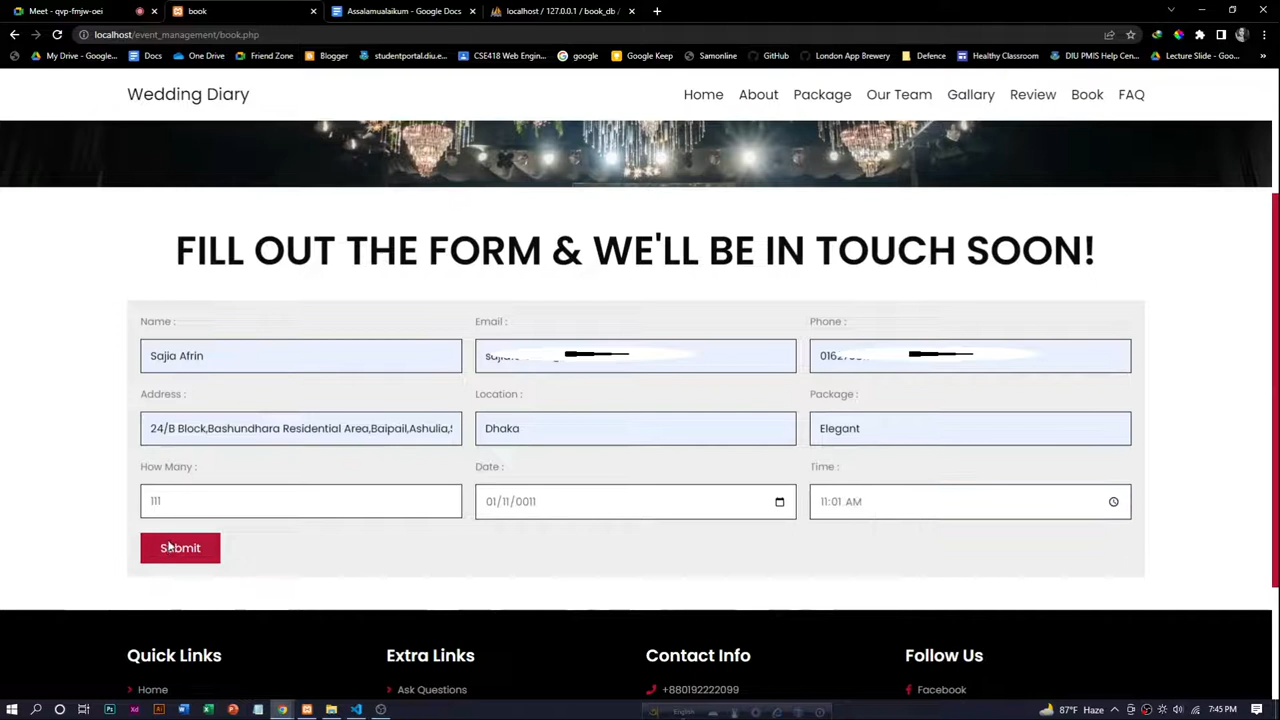 Meet - qvp-fmjw-oei
book
Assalamualaikum - Google Docs
localhost / 127.0.0.1 / book_db /
localhost/event_management/book.php
My Drive - Google...
Docs
One Drive
Friend Zone
Blogger
studentportal.diu.e...
CSE418 Web Engin...
google
Google Keep
Samonline
GitHub
London App Brewery
Defence
Healthy Classroom
DIU PMIS Help Cen...
Lecture Slide - Goo...
Wedding Diary
Home About Package Our Team Gallary Review Book FAQ
FILL OUT THE FORM & WE'LL BE IN TOUCH SOON!
Name : Email : Phone :
Sajia Afrin
Address : Location : Package :
24/B Block,Bashundhara Residential Area,Baipail,Ashulia, Dhaka Elegant
How Many : Date : Time :
111 01/11/0011 11:01 AM
Submit
Quick Links Extra Links Contact Info Follow Us
Home Ask Questions +880192222099 Facebook
English 87°F Haze 7:45 PM